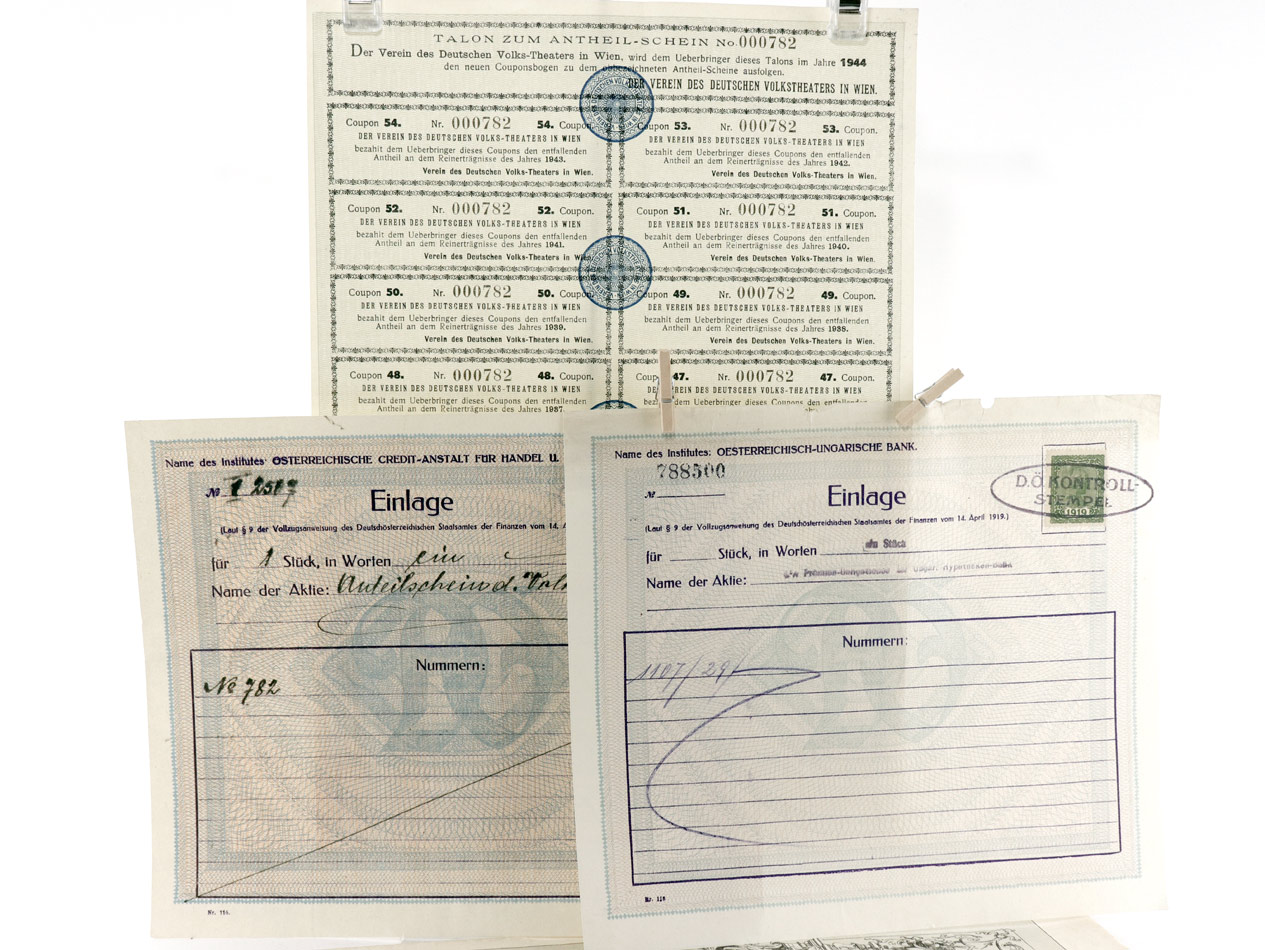 TALON ZUM ANTHEIL-SCHEIN No. 000782
Der Verein des Deutschen Volks-Theaters in Wien, wird dem Ueberbringer dieses Talons im Jahre 1944
den neuen Couponsbogen zu dem obbezeichneten Antheil-Scheine ausfolgen.
DER VEREIN DES DEUTSCHEN VOLKSTHEATERS IN WIEN.
Coupon 54. Nr. 000782 54. Coupon.
DER VEREIN DES DEUTSCHEN VOLKS-THEATERS IN WIEN
bezahlt dem Ueberbringer dieses Coupons den entfallenden
Antheil an dem Reinerträgnisse des Jahres 1943.
Verein des Deutschen Volks-Theaters in Wien.
Coupon 53. Nr. 000782 53. Coupon.
DER VEREIN DES DEUTSCHEN VOLKS-THEATERS IN WIEN
bezahlt dem Ueberbringer dieses Coupons den entfallenden
Antheil an dem Reinerträgnisse des Jahres 1942.
Verein des Deutschen Volks-Theaters in Wien.
Coupon 52. Nr. 000782 52. Coupon.
DER VEREIN DES DEUTSCHEN VOLKS-THEATERS IN WIEN
bezahlt dem Ueberbringer dieses Coupons den entfallenden
Antheil an dem Reinerträgnisse des Jahres 1941.
Verein des Deutschen Volks-Theaters in Wien.
Coupon 51. Nr. 000782 51. Coupon.
DER VEREIN DES DEUTSCHEN VOLKS-THEATERS IN WIEN
bezahlt dem Ueberbringer dieses Coupons den entfallenden
Antheil an dem Reinerträgnisse des Jahres 1940.
Verein des Deutschen Volks-Theaters in Wien.
Coupon 50. Nr. 000782 50. Coupon.
DER VEREIN DES DEUTSCHEN VOLKS-THEATERS IN WIEN
bezahlt dem Ueberbringer dieses Coupons den entfallenden
Antheil an dem Reinerträgnisse des Jahres 1939.
Verein des Deutschen Volks-Theaters in Wien.
Coupon 49. Nr. 000782 49. Coupon.
DER VEREIN DES DEUTSCHEN VOLKS-THEATERS IN WIEN
bezahlt dem Ueberbringer dieses Coupons den entfallenden
Antheil an dem Reinerträgnisse des Jahres 1938.
Verein des Deutschen Volks-Theaters in Wien.
Coupon 48. Nr. 000782 48. Coupon.
DER VEREIN DES DEUTSCHEN VOLKS-THEATERS IN WIEN
bezahlt dem Ueberbringer dieses Coupons den entfallenden
Antheil an dem Reinerträgnisse des Jahres 1937.
Coupon 47. Nr. 000782 47. Coupon.
DER VEREIN DES DEUTSCHEN VOLKS-THEATERS IN WIEN
bezahlt dem Ueberbringer dieses Coupons den entfallenden
Name des Institutes: ÖSTERREICHISCHE CREDIT-ANSTALT FÜR HANDEL U.
№ I 2517
Einlage
(Laut § 9 der Vollzugsanweisung des Deutschösterreichischen Staatsamtes der Finanzen vom 14.
für 1 Stück, in Worten ein
Name der Aktie: Anteilschein d.
Nummern:
№ 782
Nr. 118.
Name des Institutes: OESTERREICHISCH-UNGARISCHE BANK.
788500
№
D.Ö KONTROLL-
STEMPEL
1919
Einlage
(Laut § 9 der Vollzugsanweisung des Deutschösterreichischen Staatsamtes der Finanzen vom 14. April 1919.)
für Stück, in Worten ein Stück
Name der Aktie:
Nummern:
1107/29
Nr. 118